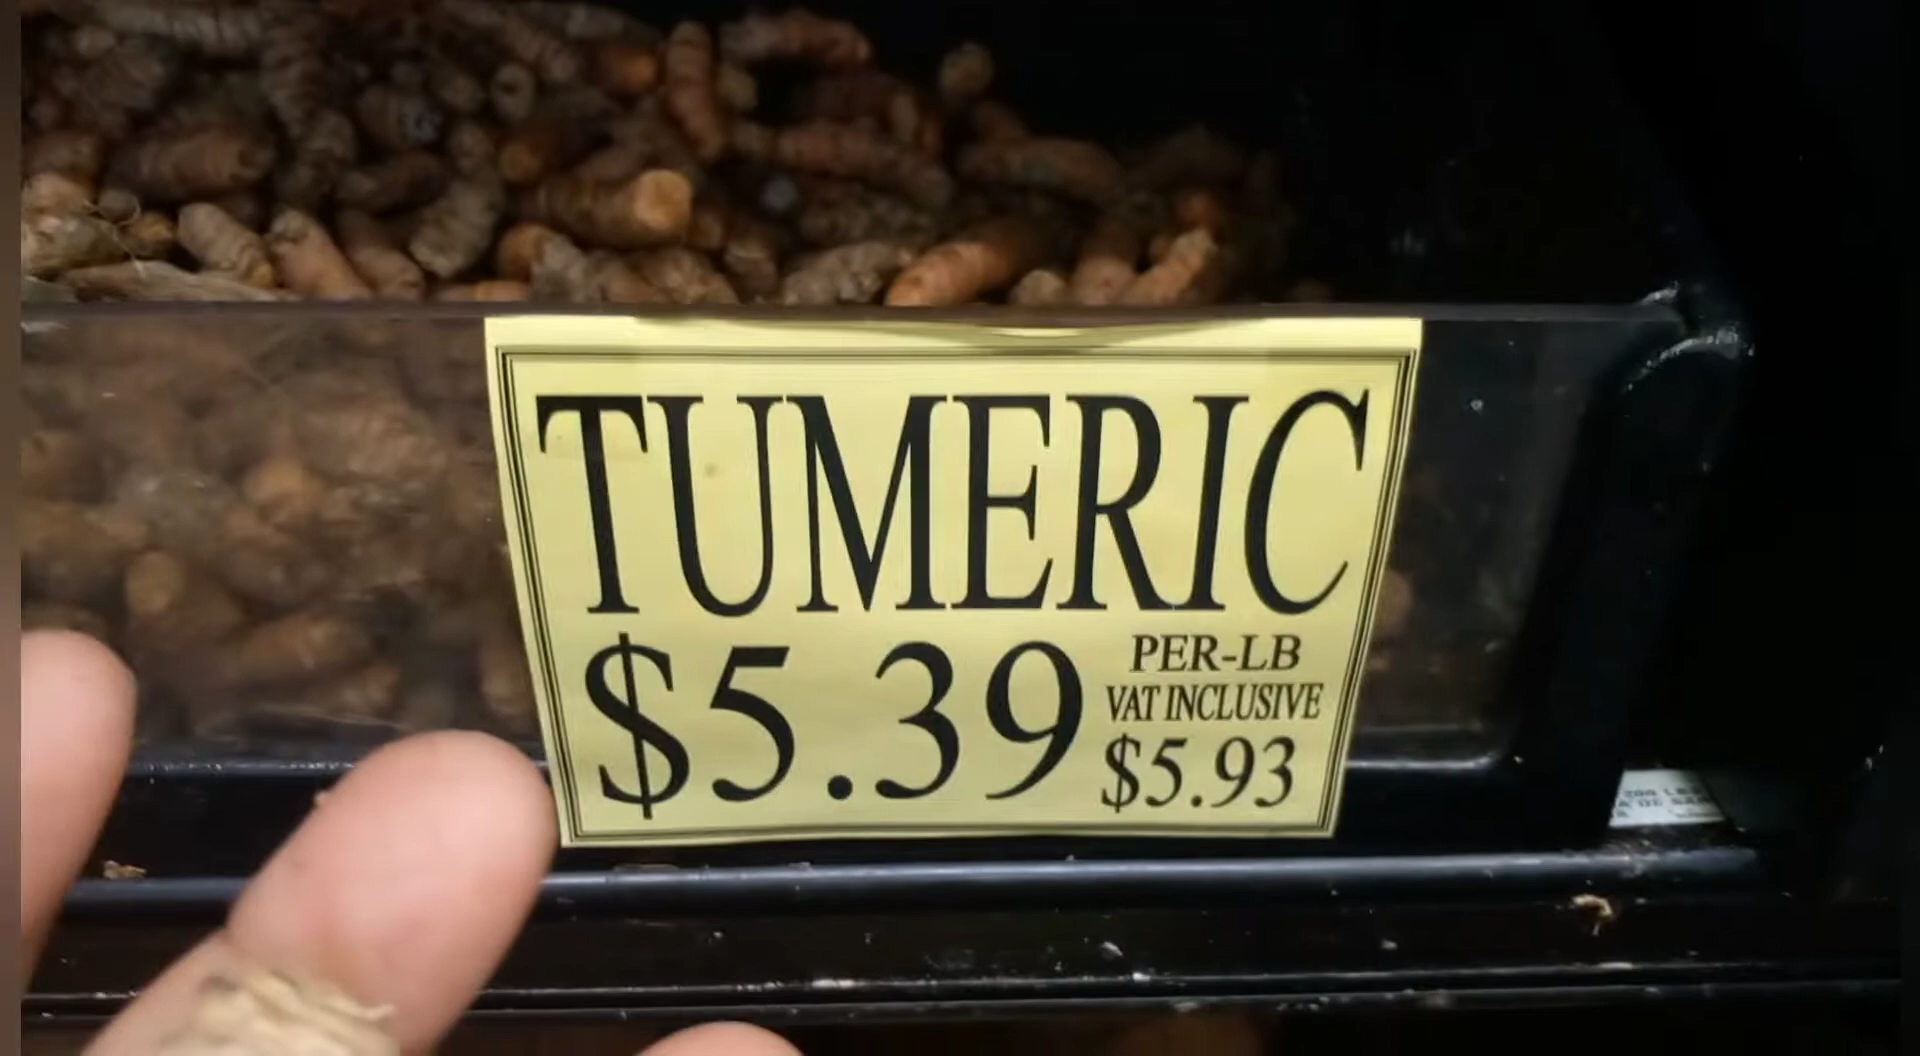 TUMERIC
$5.39
PER-LB
VAT INCLUSIVE
$5.93